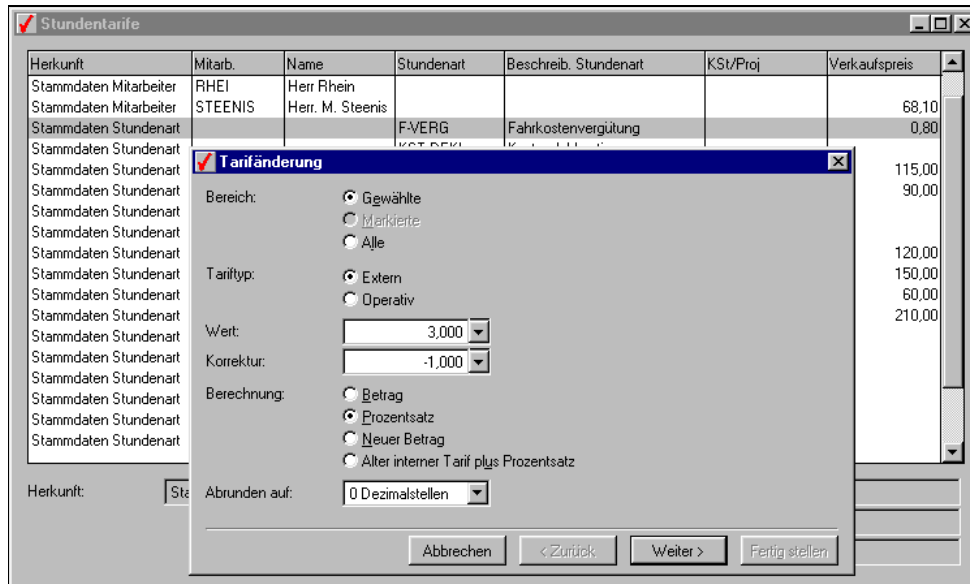 Stundentarife
Herkunft Mitarb. Name Stundenart Beschreib. Stundenart KSt/Proj Verkaufspreis
Stammdaten Mitarbeiter RHEI Herr Rhein
Stammdaten Mitarbeiter STEENIS Herr. M. Steenis 68,10
Stammdaten Stundenart F-VERG Fahrkostenvergütung 0,80
Stammdaten Stundenart
Tarifänderung
Stammdaten Stundenart 115,00
Stammdaten Stundenart 90,00
Stammdaten Stundenart
Stammdaten Stundenart
Stammdaten Stundenart 120,00
Stammdaten Stundenart 150,00
Stammdaten Stundenart 60,00
Stammdaten Stundenart 210,00
Stammdaten Stundenart
Stammdaten Stundenart
Stammdaten Stundenart
Stammdaten Stundenart
Stammdaten Stundenart
Stammdaten Stundenart
Bereich: Gewählte
Markierte
Alle
Tariftyp: Extern
Operativ
Wert: 3,000
Korrektur: -1,000
Berechnung: Betrag
Prozentsatz
Neuer Betrag
Alter interner Tarif plus Prozentsatz
Abrunden auf: 0 Dezimalstellen
Herkunft: Sta
Abbrechen < Zurück Weiter > Fertig stellen